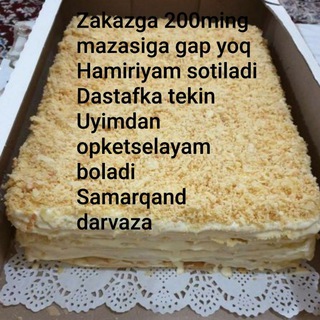 Zakazga 200ming
mazasiga gap yoq
Hamiriyam sotiladi
Dastafka tekin
Uyimdan
opketselayam
boladi
Samarqand
darvaza